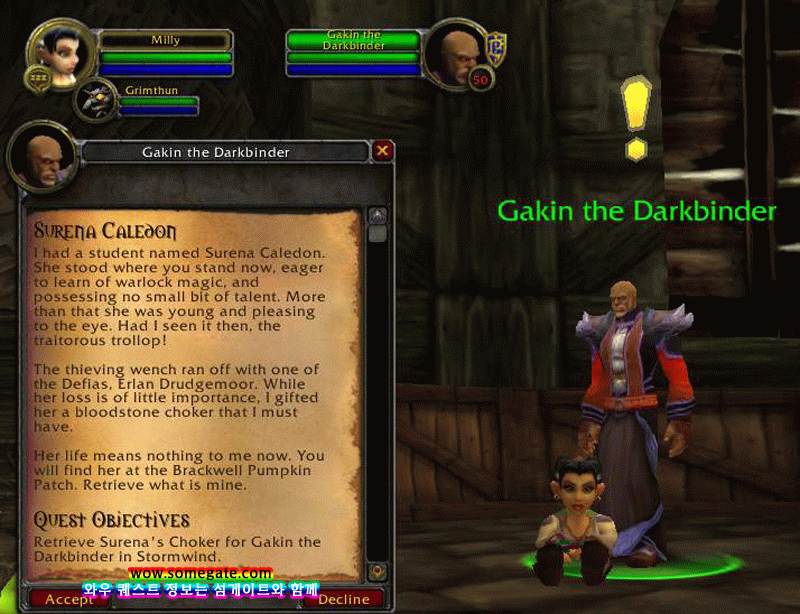 Milly
Gakin the
Darkbinder
zzz
50
Grimthun
Gakin the Darkbinder
Gakin the Darkbinder
Surena Caledon
I had a student named Surena Caledon.
She stood where you stand now, eager
to learn of warlock magic, and
possessing no small bit of talent. More
than that she was young and pleasing
to the eye. Had I seen it then, the
traitorous trollop!
The thieving wench ran off with one of
the Defias, Erlan Drudgemoor. While
her loss is of little importance, I gifted
her a bloodstone choker that I must
have.
Her life means nothing to me now. You
will find her at the Brackwell Pumpkin
Patch. Retrieve what is mine.
Quest Objectives
Retrieve Surena's Choker for Gakin the
Darkbinder in Stormwind.
wow.somegate.com
와우 퀘스트 정보는 섬게이트와 함께
Accept
Decline